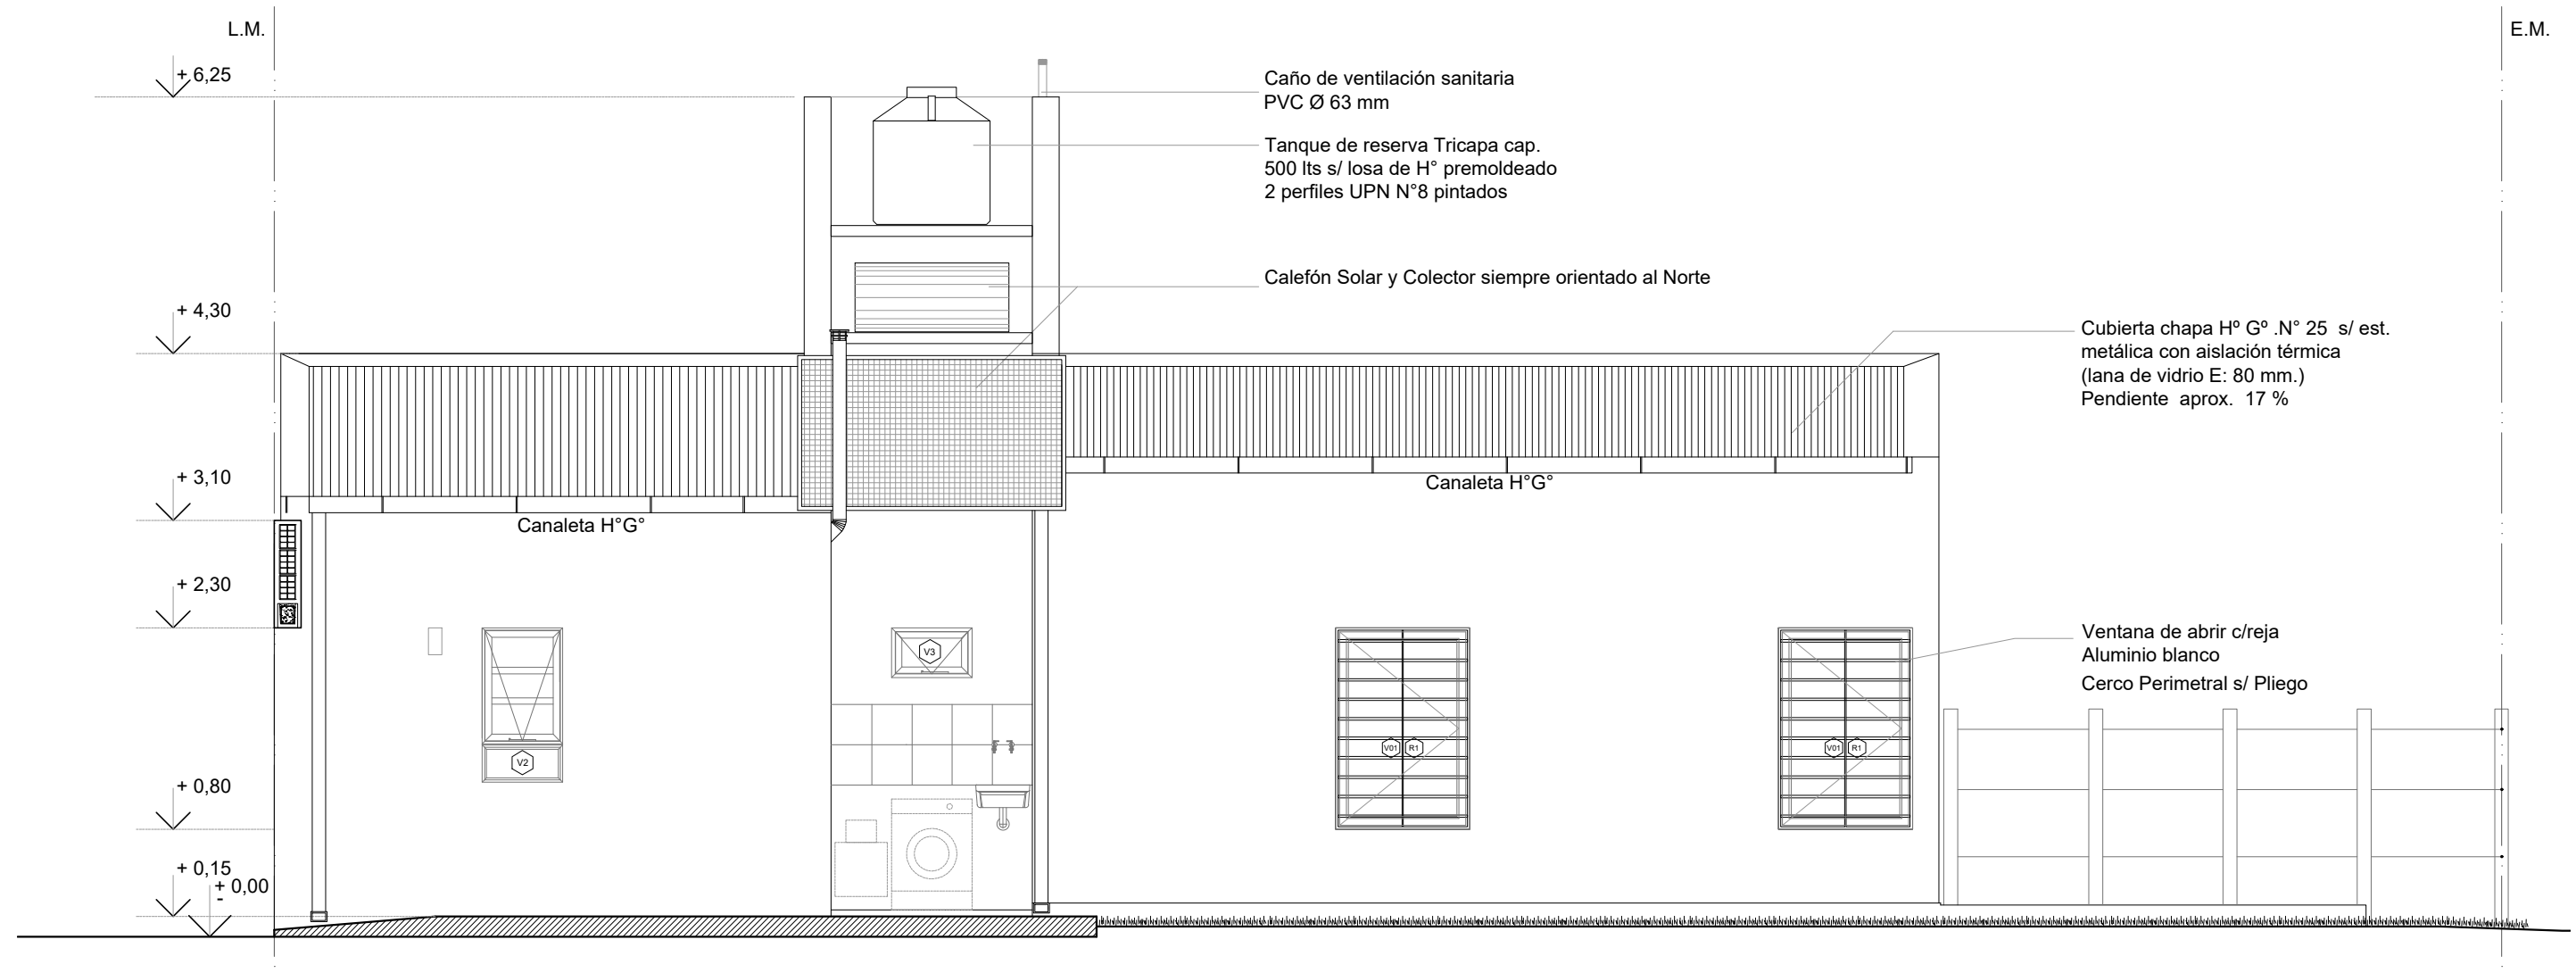 L.M.
E.M.
+ 6,25
Caño de ventilación sanitaria
PVC Ø 63 mm
Tanque de reserva Tricapa cap.
500 lts s/ losa de H° premoldeado
2 perfiles UPN N°8 pintados
Calefón Solar y Colector siempre orientado al Norte
+ 4,30
Cubierta chapa Hº Gº .N° 25 s/ est.
metálica con aislación térmica
(lana de vidrio E: 80 mm.)
Pendiente aprox. 17 %
+ 3,10
Canaleta H°G°
Canaleta H°G°
+ 2,30
Ventana de abrir c/reja
Aluminio blanco
Cerco Perimetral s/ Pliego
V3
V2
V01
R1
V01
R1
+ 0,80
+ 0,15
+ 0,00
-